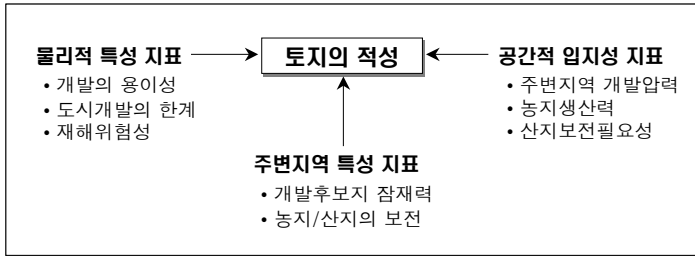 물리적 특성 지표
• 개발의 용이성
• 도시개발의 한계
• 재해위험성
토지의 적성
공간적 입지성 지표
• 주변지역 개발압력
• 농지생산력
• 산지보전필요성
주변지역 특성 지표
• 개발후보지 잠재력
• 농지/산지의 보전